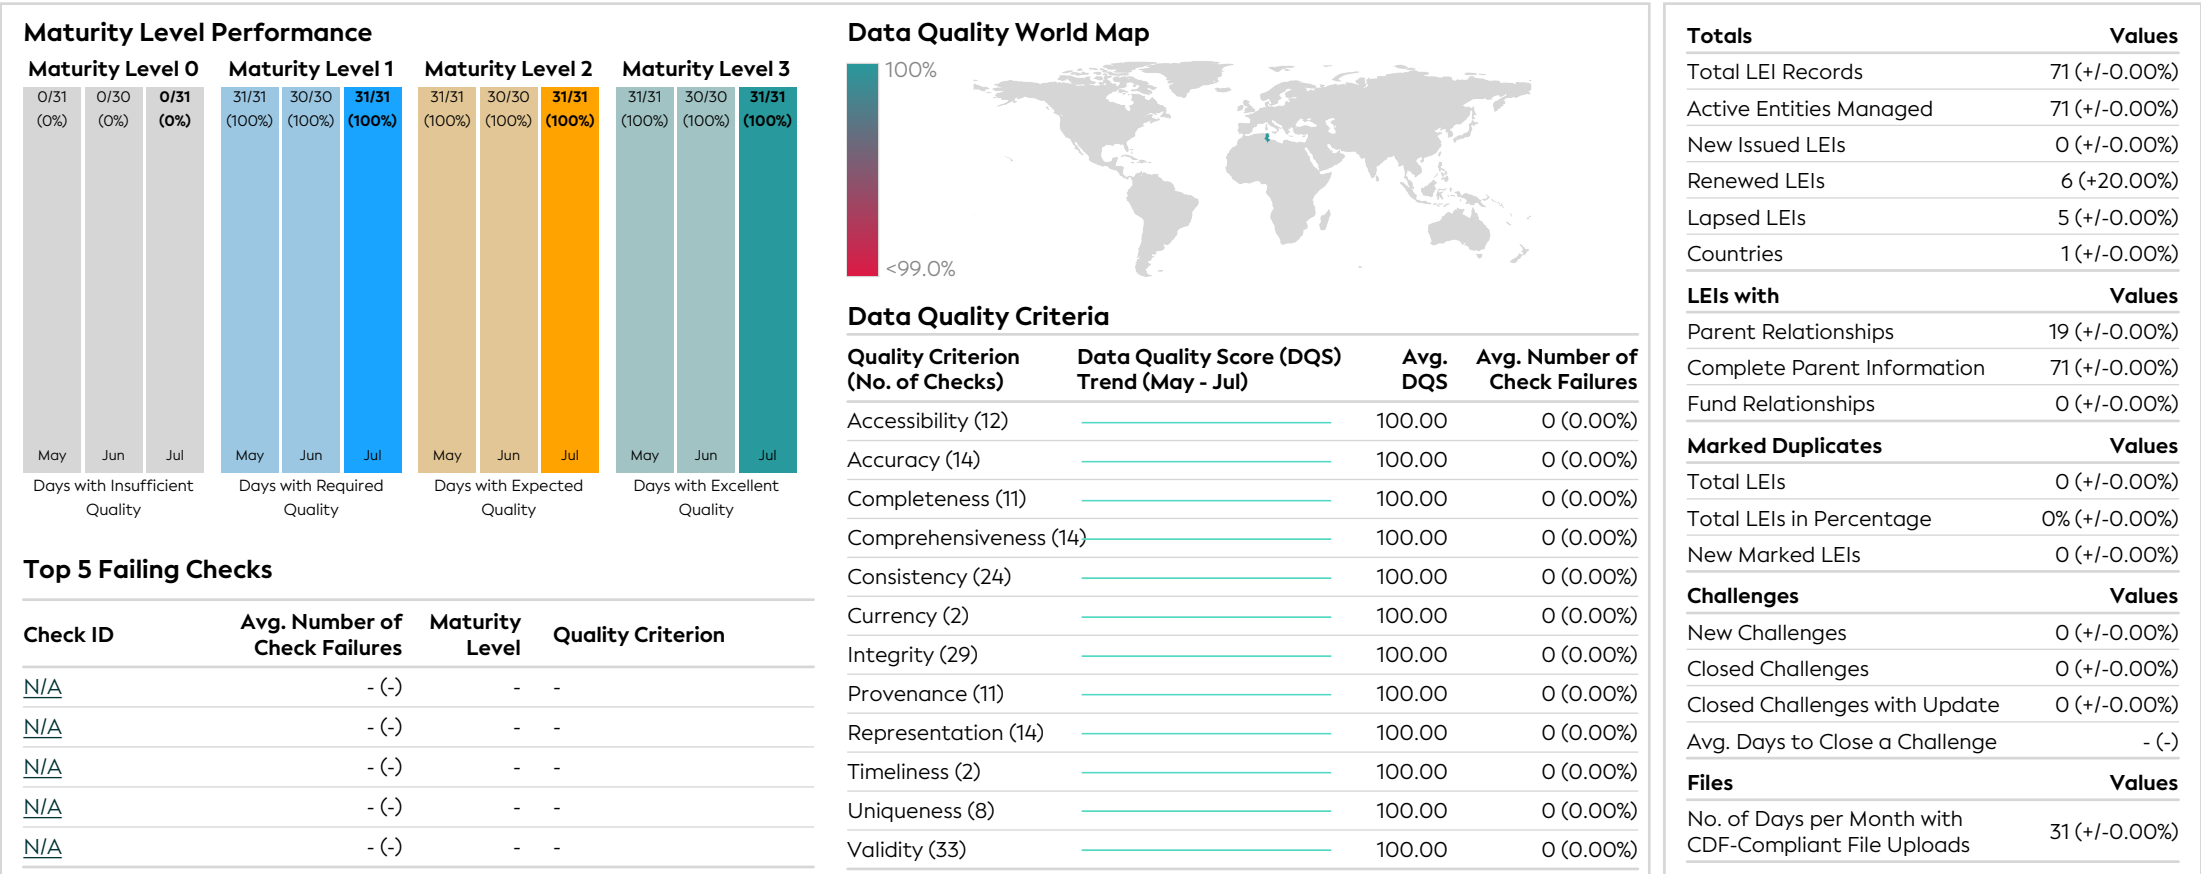 Maturity Level Performance
Maturity Level 0 Maturity Level 1 Maturity Level 2 Maturity Level 3
0/31 0/30 0/31 31/31 30/30 31/31 31/31 30/30 31/31 31/31 30/30 31/31
(0%) (0%) (0%) (100%) (100%) (100%) (100%) (100%) (100%) (100%) (100%) (100%)
May Jun Jul May Jun Jul May Jun Jul May Jun Jul
Days with Insufficient Days with Required Days with Expected Days with Excellent
Quality Quality Quality Quality
Top 5 Failing Checks
Check ID Avg. Number of Check Failures Maturity Level Quality Criterion
N/A - (-) - -
N/A - (-) - -
N/A - (-) - -
N/A - (-) - -
N/A - (-) - -
Data Quality World Map
100%
<99.0%
Data Quality Criteria
Quality Criterion Data Quality Score (DQS) Avg. Avg. Number of
(No. of Checks) Trend (May - Jul) DQS Check Failures
Accessibility (12) 100.00 0 (0.00%)
Accuracy (14) 100.00 0 (0.00%)
Completeness (11) 100.00 0 (0.00%)
Comprehensiveness (14) 100.00 0 (0.00%)
Consistency (24) 100.00 0 (0.00%)
Currency (2) 100.00 0 (0.00%)
Integrity (29) 100.00 0 (0.00%)
Provenance (11) 100.00 0 (0.00%)
Representation (14) 100.00 0 (0.00%)
Timeliness (2) 100.00 0 (0.00%)
Uniqueness (8) 100.00 0 (0.00%)
Validity (33) 100.00 0 (0.00%)
Totals Values
Total LEI Records 71 (+/-0.00%)
Active Entities Managed 71 (+/-0.00%)
New Issued LEIs 0 (+/-0.00%)
Renewed LEIs 6 (+20.00%)
Lapsed LEIs 5 (+/-0.00%)
Countries 1 (+/-0.00%)
LEIs with Values
Parent Relationships 19 (+/-0.00%)
Complete Parent Information 71 (+/-0.00%)
Fund Relationships 0 (+/-0.00%)
Marked Duplicates Values
Total LEIs 0 (+/-0.00%)
Total LEIs in Percentage 0% (+/-0.00%)
New Marked LEIs 0 (+/-0.00%)
Challenges Values
New Challenges 0 (+/-0.00%)
Closed Challenges 0 (+/-0.00%)
Closed Challenges with Update 0 (+/-0.00%)
Avg. Days to Close a Challenge - (-)
Files Values
No. of Days per Month with
CDF-Compliant File Uploads 31 (+/-0.00%)